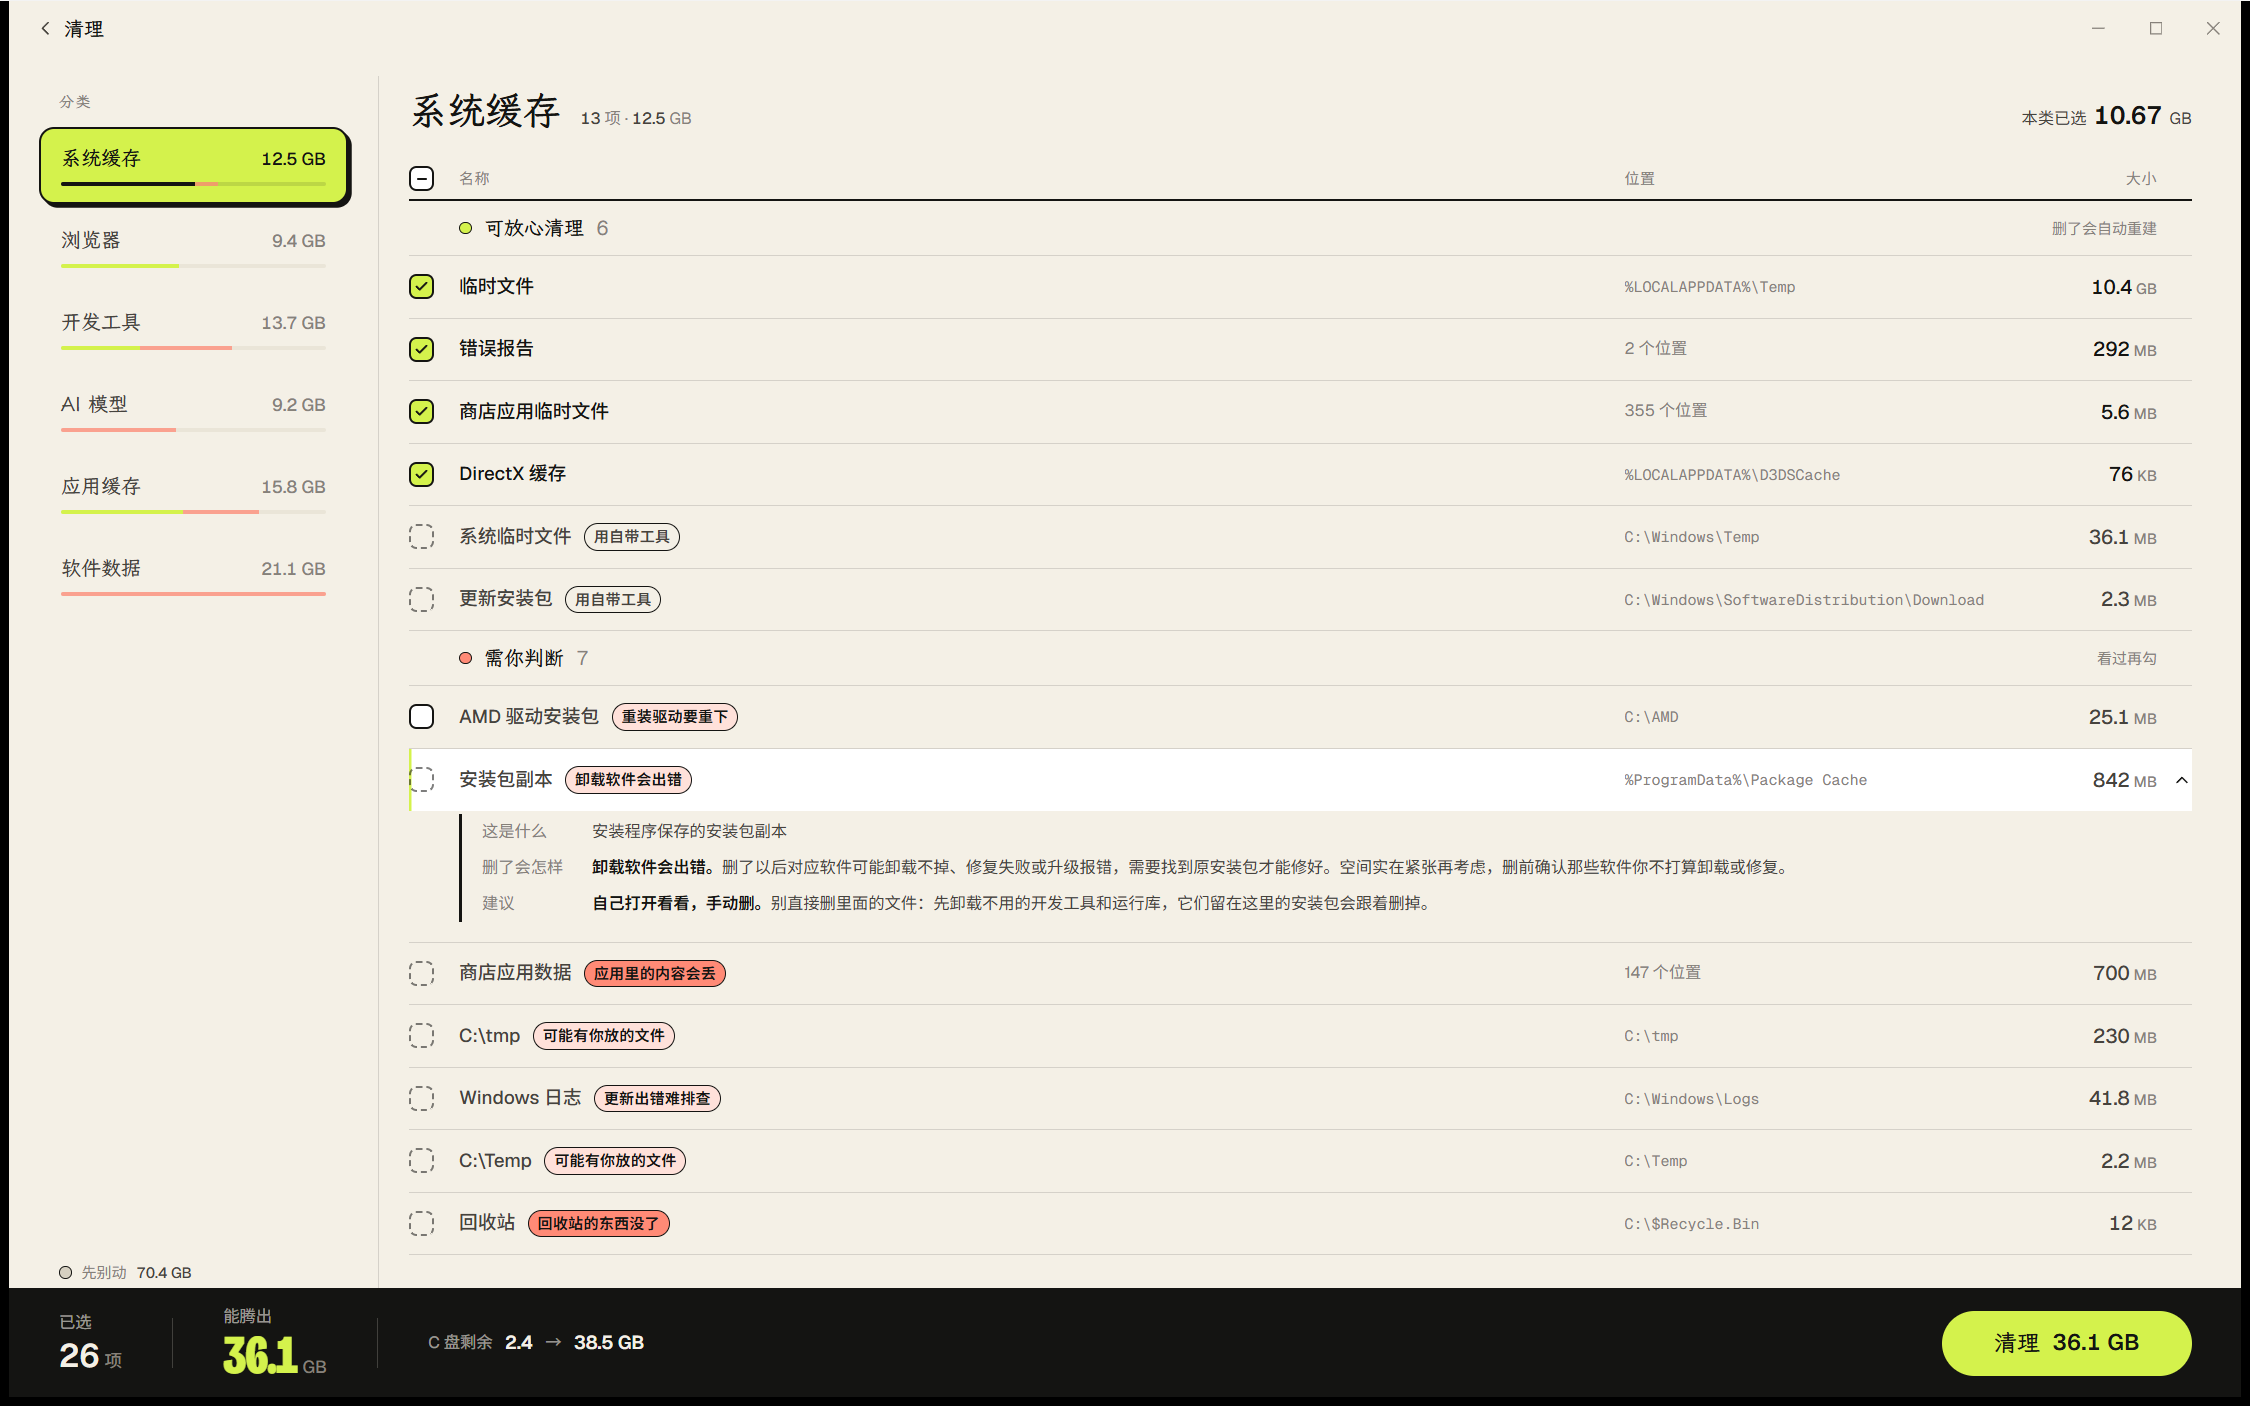 清理
分类
系统缓存 12.5 GB
浏览器 9.4 GB
开发工具 13.7 GB
AI 模型 9.2 GB
应用缓存 15.8 GB
软件数据 21.1 GB
先别动 70.4 GB
系统缓存 13 项 · 12.5 GB 本类已选 10.67 GB
名称 位置 大小
可放心清理 6 删了会自动重建
临时文件 %LOCALAPPDATA%\Temp 10.4 GB
错误报告 2 个位置 292 MB
商店应用临时文件 355 个位置 5.6 MB
DirectX 缓存 %LOCALAPPDATA%\D3DSCache 76 KB
系统临时文件 用自带工具 C:\Windows\Temp 36.1 MB
更新安装包 用自带工具 C:\Windows\SoftwareDistribution\Download 2.3 MB
需你判断 7 看过再勾
AMD 驱动安装包 重装驱动要重下 C:\AMD 25.1 MB
安装包副本 卸载软件会出错 %ProgramData%\Package Cache 842 MB
这是什么 安装程序保存的安装包副本
删了会怎样 卸载软件会出错。删了以后对应软件可能卸载不掉、修复失败或升级报错，需要找到原安装包才能修好。空间实在紧张再考虑，删前确认那些软件你不打算卸载或修复。
建议 自己打开看看，手动删。别直接删里面的文件：先卸载不用的开发工具和运行库，它们留在这里的安装包会跟着删掉。
商店应用数据 应用里的内容会丢 147 个位置 700 MB
C:\tmp 可能有你放的文件 C:\tmp 230 MB
Windows 日志 更新出错难排查 C:\Windows\Logs 41.8 MB
C:\Temp 可能有你放的文件 C:\Temp 2.2 MB
回收站 回收站的东西没了 C:\$Recycle.Bin 12 KB
已选
26 项
能腾出
36.1 GB
C 盘剩余 2.4 → 38.5 GB
清理 36.1 GB